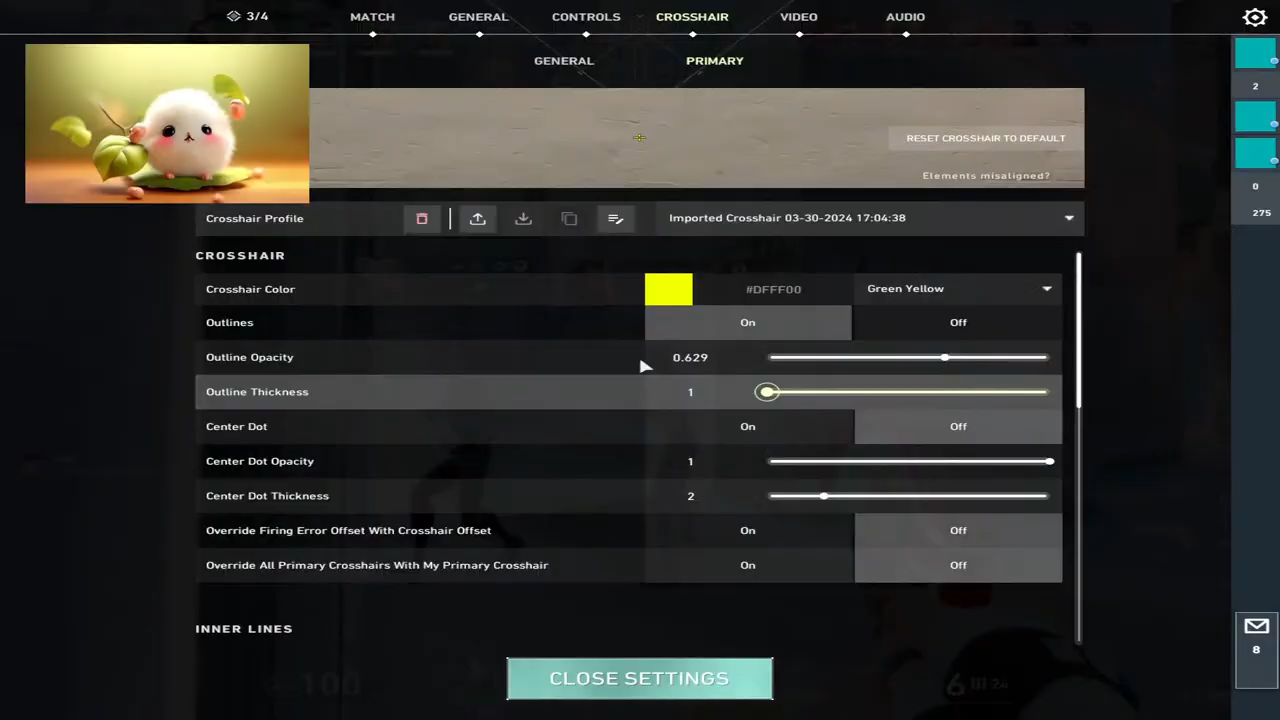 3/4
MATCH
GENERAL
CONTROLS
CROSSHAIR
VIDEO
AUDIO
GENERAL
PRIMARY
2
RESET CROSSHAIR TO DEFAULT
Elements misaligned?
0
275
Crosshair Profile
Imported Crosshair 03-30-2024 17:04:38
CROSSHAIR
Crosshair Color
#DFFF00
Green Yellow
Outlines
On
Off
Outline Opacity
0.629
Outline Thickness
1
Center Dot
On
Off
Center Dot Opacity
1
Center Dot Thickness
2
Override Firing Error Offset With Crosshair Offset
On
Off
Override All Primary Crosshairs With My Primary Crosshair
On
Off
INNER LINES
8
CLOSE SETTINGS
100
6
24